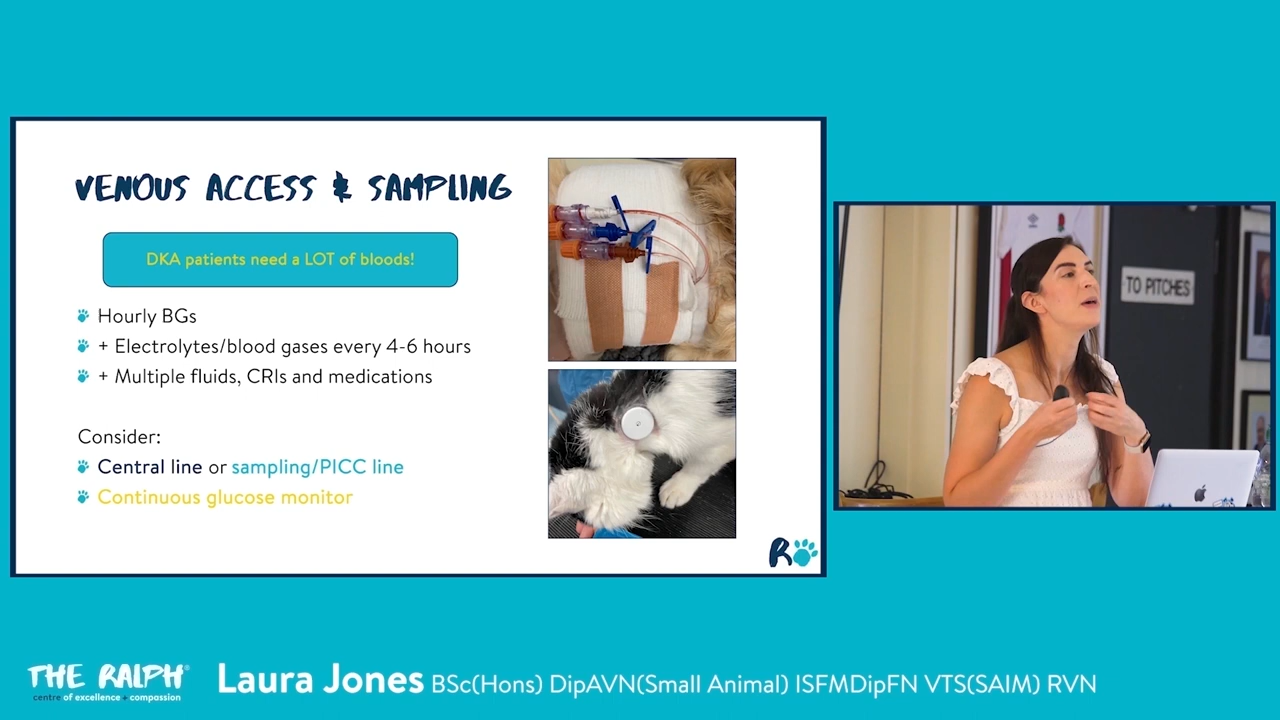 VENOUS ACCESS & SAMPLING
DKA patients need a LOT of bloods!
Hourly BGs
+ Electrolytes/blood gases every 4-6 hours
+ Multiple fluids, CRIs and medications
Consider:
Central line or sampling/PICC line
Continuous glucose monitor
R
TO PITCHES
THE RALPH®
centre of excellence + compassion
Laura Jones BSc(Hons) DipAVN(Small Animal) ISFMDipFN VTS(SAIM) RVN